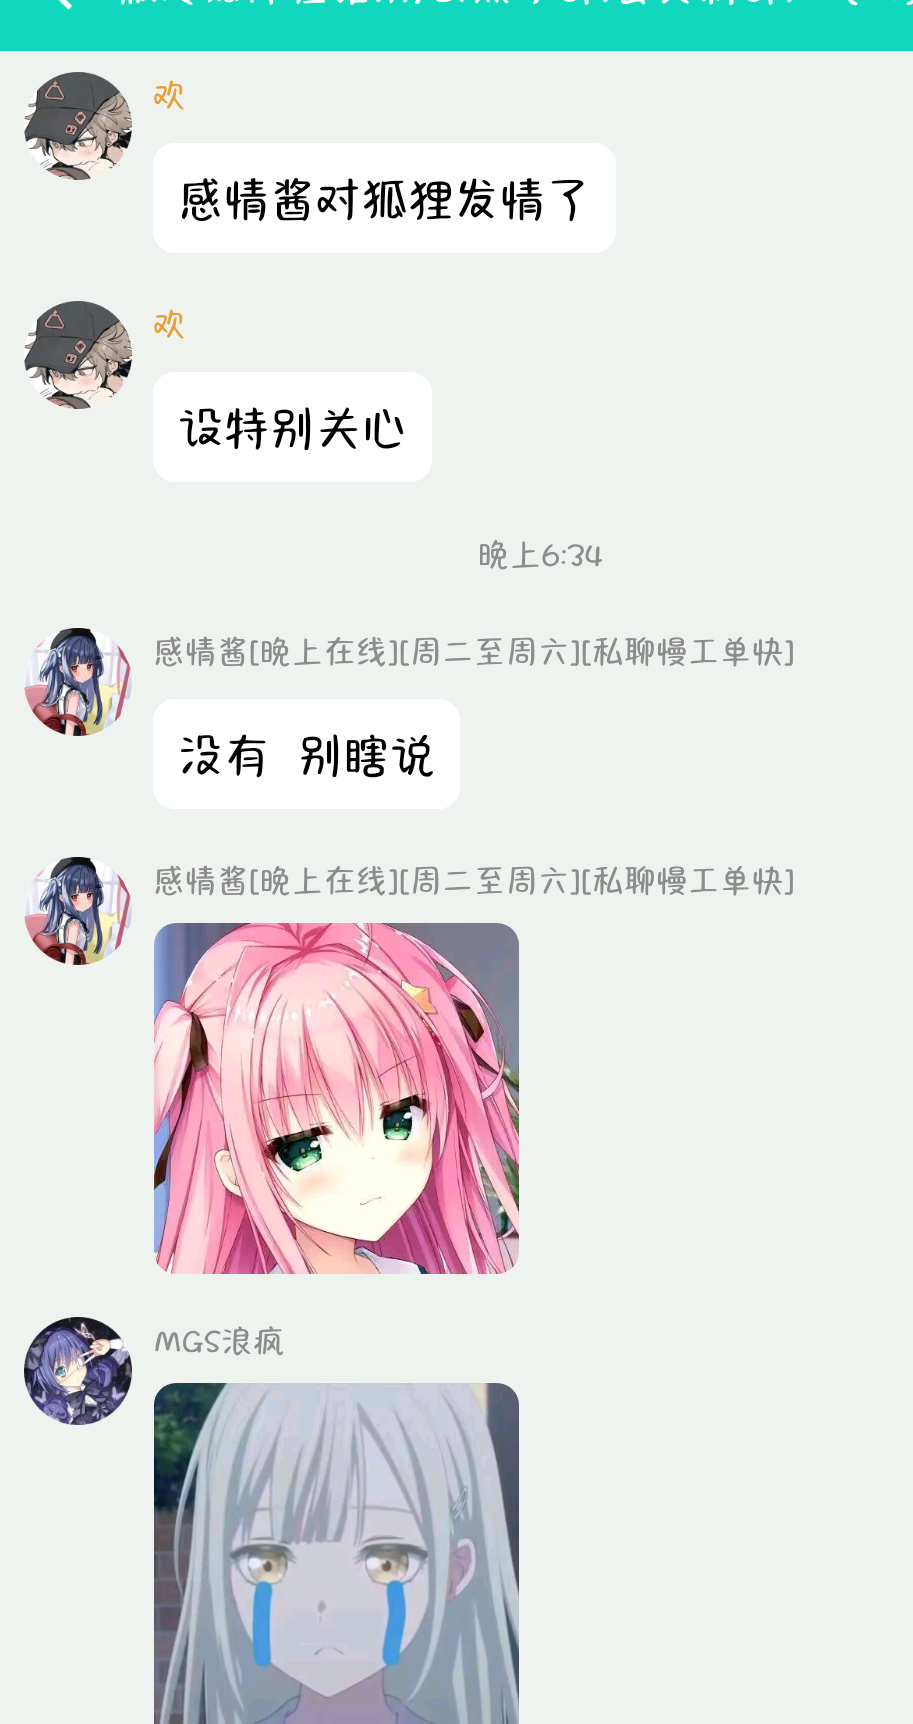 欢
感情酱对狐狸发情了
欢
设特别关心
晚上6:34
感情酱[晚上在线][周二至周六][私聊慢工单快]
没有 别瞎说
感情酱[晚上在线][周二至周六][私聊慢工单快]
MGS浪疯